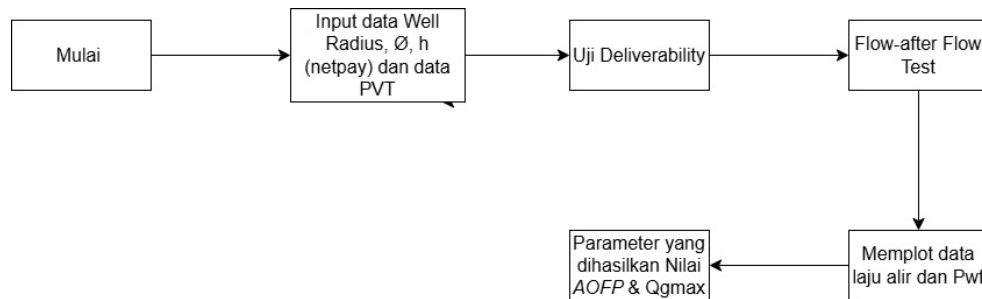 Mulai
Input data Well
Radius, Ø, h
(netpay) dan data
PVT
Uji Deliverability
Flow-after Flow
Test
Memplot data
laju alir dan Pwf
Parameter yang
dihasilkan Nilai
AOFP & Qgmax